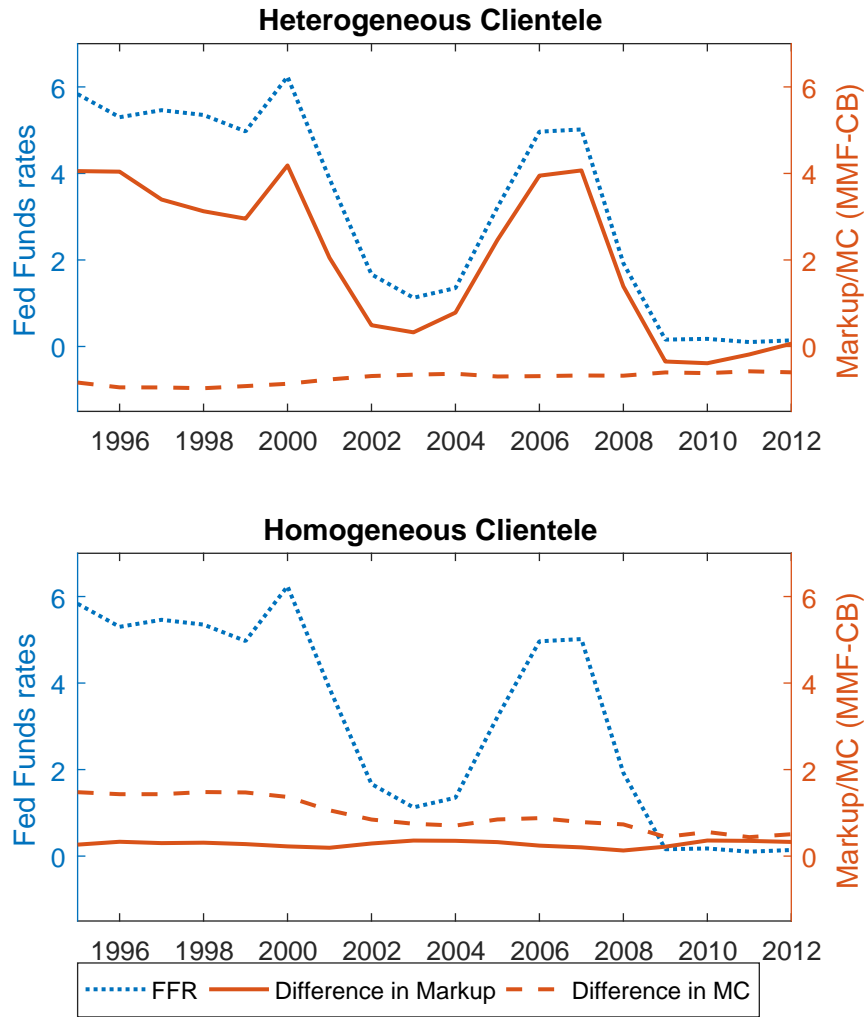 Heterogeneous Clientele
Fed Funds rates
6
4
2
0
Markup/MC (MMF-CB)
6
4
2
0
1996 1998 2000 2002 2004 2006 2008 2010 2012
Homogeneous Clientele
Fed Funds rates
6
4
2
0
Markup/MC (MMF-CB)
6
4
2
0
1996 1998 2000 2002 2004 2006 2008 2010 2012
FFR Difference in Markup Difference in MC